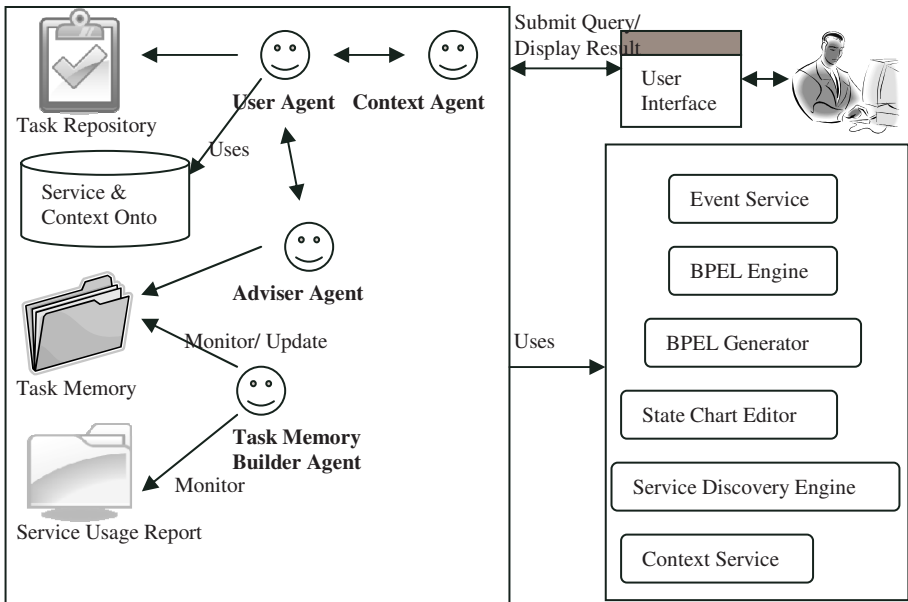 Submit Query/
Display Result
User
Interface
User Agent
Context Agent
Task Repository
Uses
Service &
Context Onto
Adviser Agent
Monitor/ Update
Task Memory
Task Memory
Builder Agent
Monitor
Service Usage Report
Uses
Event Service
BPEL Engine
BPEL Generator
State Chart Editor
Service Discovery Engine
Context Service